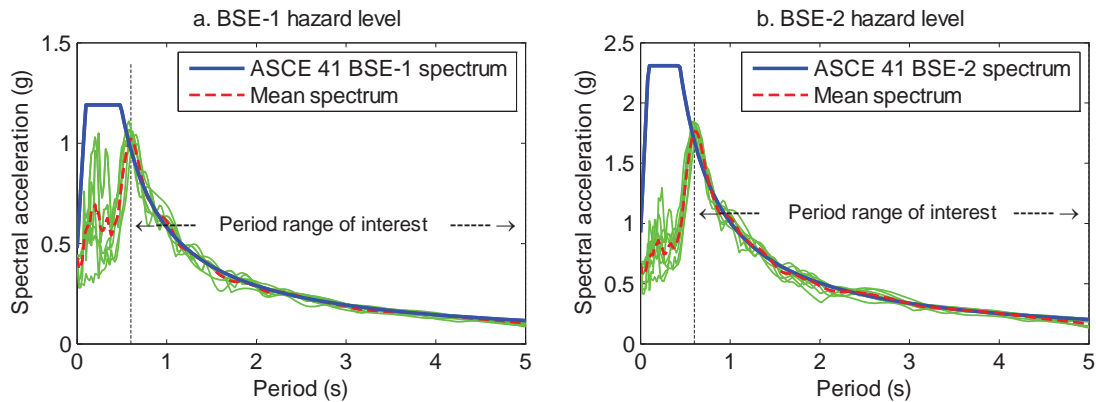 a. BSE-1 hazard level
1.5
1
0.5
0
Spectral acceleration (g)
ASCE 41 BSE-1 spectrum
Mean spectrum
Period range of interest
0 1 2 3 4 5
Period (s)
b. BSE-2 hazard level
2.5
2
1.5
1
0.5
0
Spectral acceleration (g)
ASCE 41 BSE-2 spectrum
Mean spectrum
Period range of interest
0 1 2 3 4 5
Period (s)